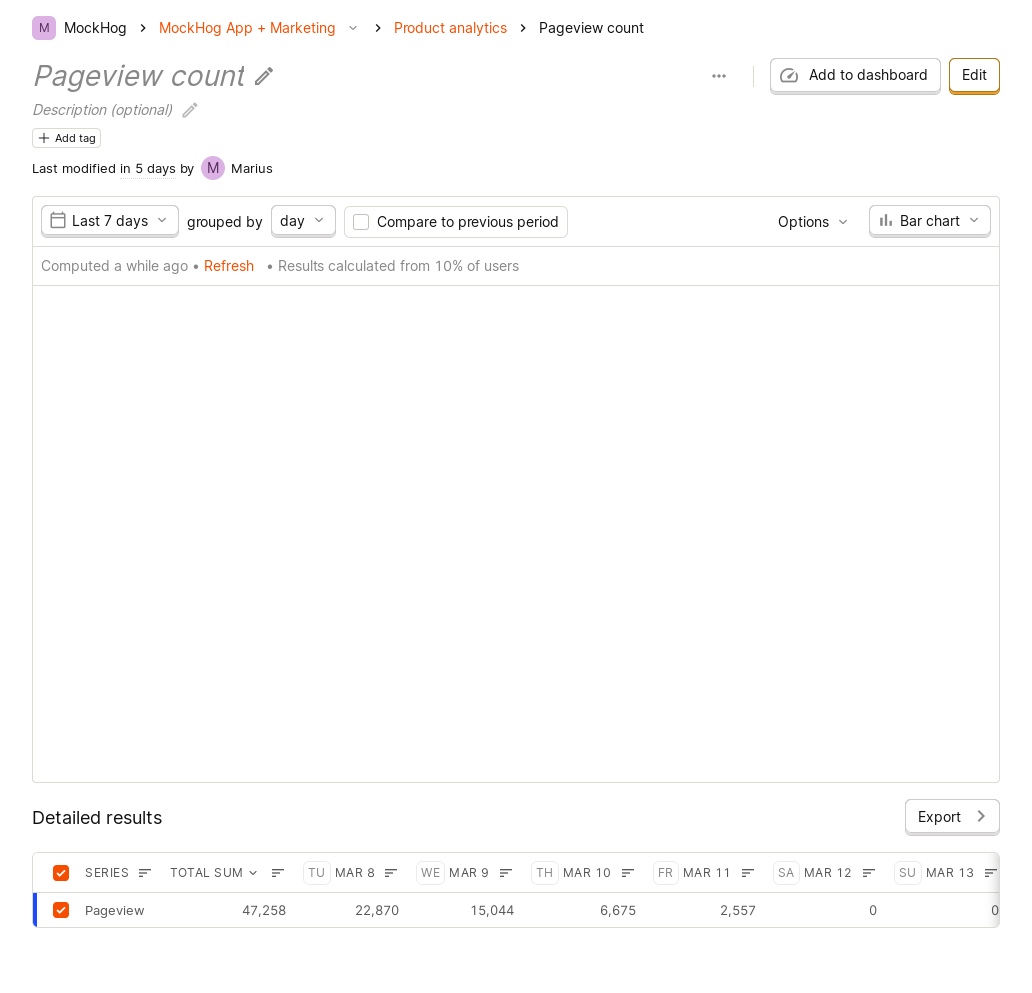 M MockHog MockHog App + Marketing Product analytics Pageview count
Pageview count
Add to dashboard Edit
Description (optional)
Add tag
Last modified in 5 days by M Marius
Last 7 days grouped by day Compare to previous period Options Bar chart
Computed a while ago • Refresh • Results calculated from 10% of users
Detailed results Export
SERIES TOTAL SUM TU MAR 8 WE MAR 9 TH MAR 10 FR MAR 11 SA MAR 12 SU MAR 13
Pageview 47,258 22,870 15,044 6,675 2,557 0 0